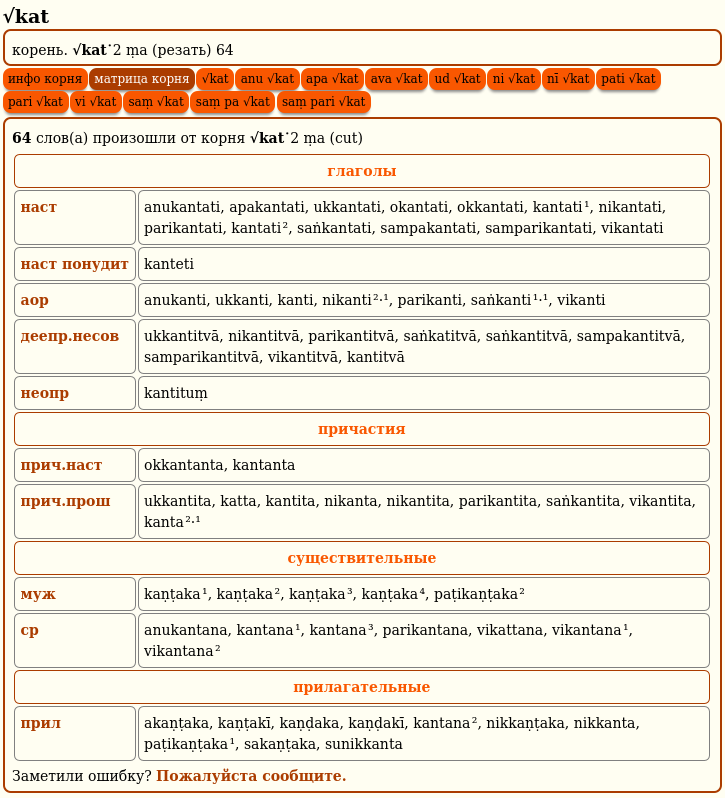 √kat
корень. √kat˙2 ṃa (резать) 64
инфо корня матрица корня √kat anu √kat apa √kat ava √kat ud √kat ni √kat nī √kat pati √kat
pari √kat vi √kat saṃ √kat saṃ pa √kat saṃ pari √kat
64 слов(а) произошли от корня √kat˙2 ṃa (cut)
глаголы
наст anukantati, apakantati, ukkantati, okantati, okkantati, kantati¹, nikantati,
parikantati, kantati², saṅkantati, sampakantati, samparikantati, vikantati
наст понудит kanteti
аор anukanti, ukkanti, kanti, nikanti²·¹, parikanti, saṅkanti¹·¹, vikanti
деепр.несов ukkantitvā, nikantitvā, parikantitvā, saṅkatitvā, saṅkantitvā, sampakantitvā,
samparikantitvā, vikantitvā, kantitvā
неопр kantituṃ
причастия
прич.наст okkantanta, kantanta
прич.прош ukkantita, katta, kantita, nikanta, nikantita, parikantita, saṅkantita, vikantita,
kanta²·¹
существительные
муж kaṇṭaka¹, kaṇṭaka², kaṇṭaka³, kaṇṭaka⁴, paṭikaṇṭaka²
ср anukantana, kantana¹, kantana³, parikantana, vikattana, vikantana¹,
vikantana²
прилагательные
прил akaṇṭaka, kaṇṭakī, kaṇḍaka, kaṇḍakī, kantana², nikkaṇṭaka, nikkanta,
paṭikaṇṭaka¹, sakaṇṭaka, sunikkanta
Заметили ошибку? Пожалуйста сообщите.